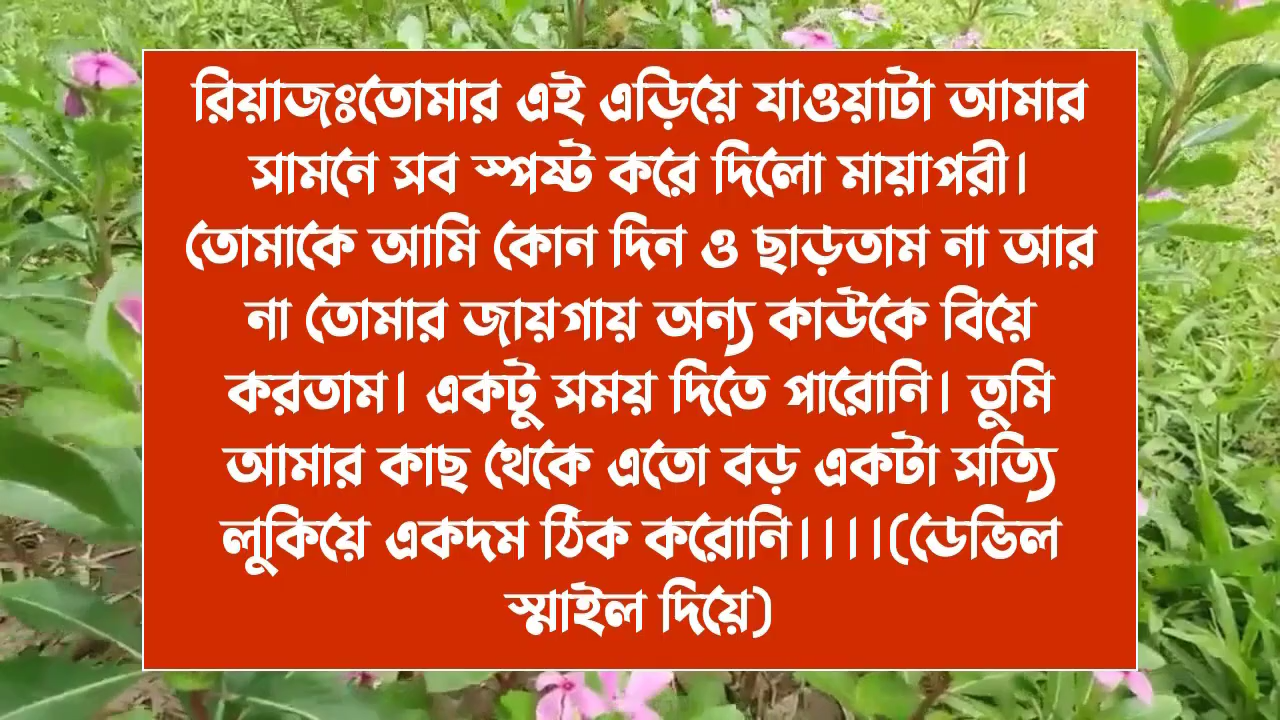 রিয়াজঃতোমার এই এড়িয়ে যাওয়াটা আমার
সামনে সব স্পষ্ট করে দিলো মায়াপরী।
তোমাকে আমি কোন দিন ও ছাড়তাম না আর
না তোমার জায়গায় অন্য কাউকে বিয়ে
করতাম। একটু সময় দিতে পারোনি। তুমি
আমার কাছ থেকে এতো বড় একটা সত্যি
লুকিয়ে একদম ঠিক করোনি।।।।(ডেভিল
স্মাইল দিয়ে)